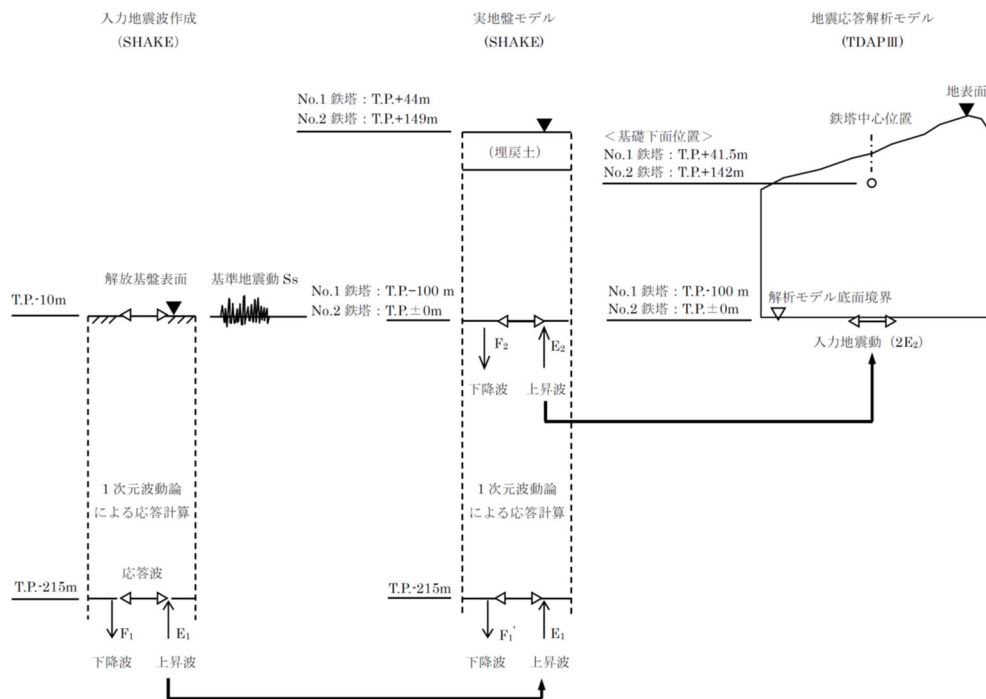 入力地震波作成
(SHAKE)
T.P.-10m
解放基盤表面
基準地震動 Ss
1 次元波動論
による応答計算
T.P.-215m
応答波
F₁
E₁
下降波
上昇波
実地盤モデル
(SHAKE)
No.1 鉄塔：T.P.+44m
No.2 鉄塔：T.P.+149m
(埋戻土)
No.1 鉄塔：T.P.-100 m
No.2 鉄塔：T.P.±0m
F₂
E₂
下降波
上昇波
1 次元波動論
による応答計算
T.P.-215m
F₁'
E₁
下降波
上昇波
地震応答解析モデル
(TDAPⅢ)
地表面
鉄塔中心位置
＜基礎下面位置＞
No.1 鉄塔：T.P.+41.5m
No.2 鉄塔：T.P.+142m
No.1 鉄塔：T.P.-100 m
No.2 鉄塔：T.P.±0m
解析モデル底面境界
入力地震動（2E₂）